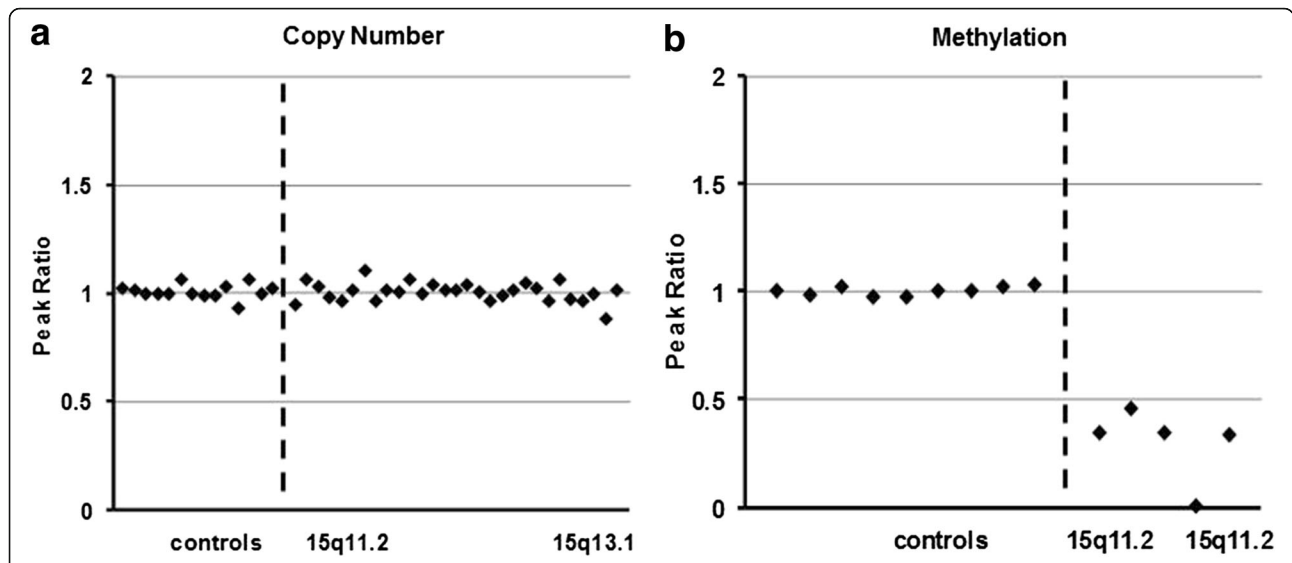 a
Copy Number
2
1.5
1
0.5
0
Peak Ratio
controls 15q11.2 15q13.1
b
Methylation
2
1.5
1
0.5
0
Peak Ratio
controls 15q11.2 15q11.2